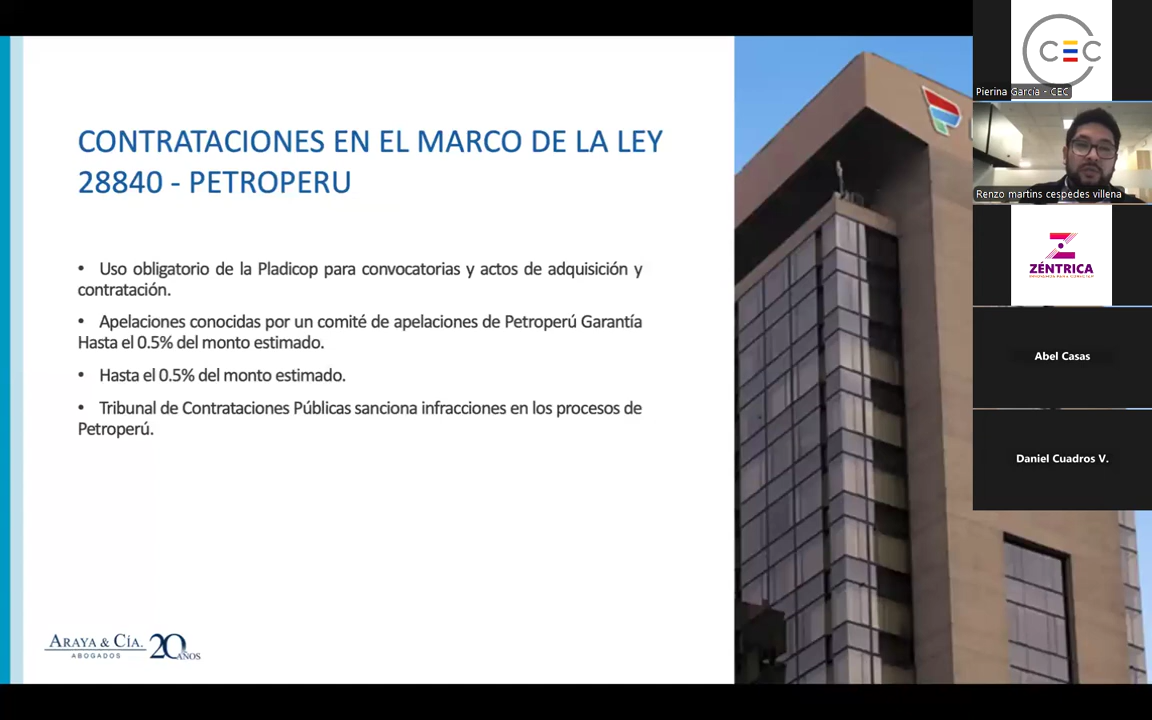 CONTRATACIONES EN EL MARCO DE LA LEY
28840 - PETROPERU
• Uso obligatorio de la Pladicop para convocatorias y actos de adquisición y
contratación.
• Apelaciones conocidas por un comité de apelaciones de Petroperú Garantía
Hasta el 0.5% del monto estimado.
• Hasta el 0.5% del monto estimado.
• Tribunal de Contrataciones Públicas sanciona infracciones en los procesos de
Petroperú.
ARAYA & CÍA.
ABOGADOS
20
AÑOS
CEC
Pierina García - CEC
Renzo martins cespedes villena
ZÉNTRICA
Abel Casas
Daniel Cuadros V.